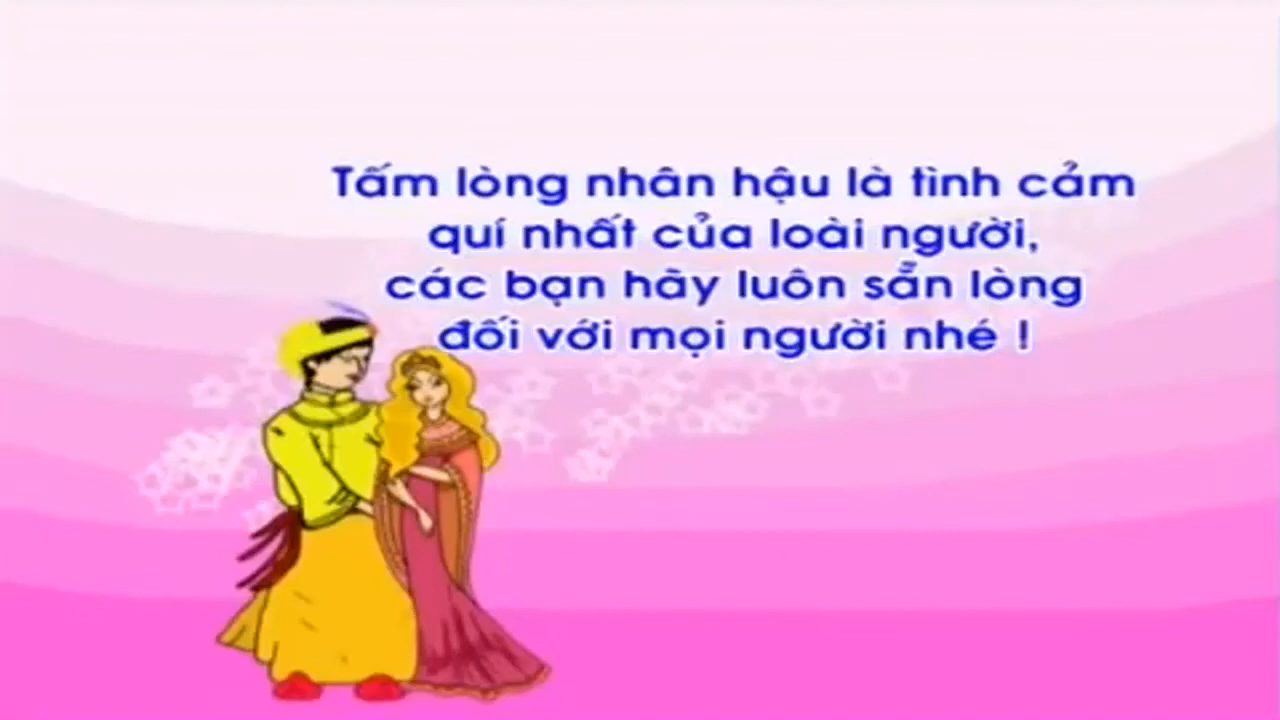 Tấm lòng nhân hậu là tình cảm
quí nhất của loài người,
các bạn hãy luôn sẵn lòng
đối với mọi người nhé !